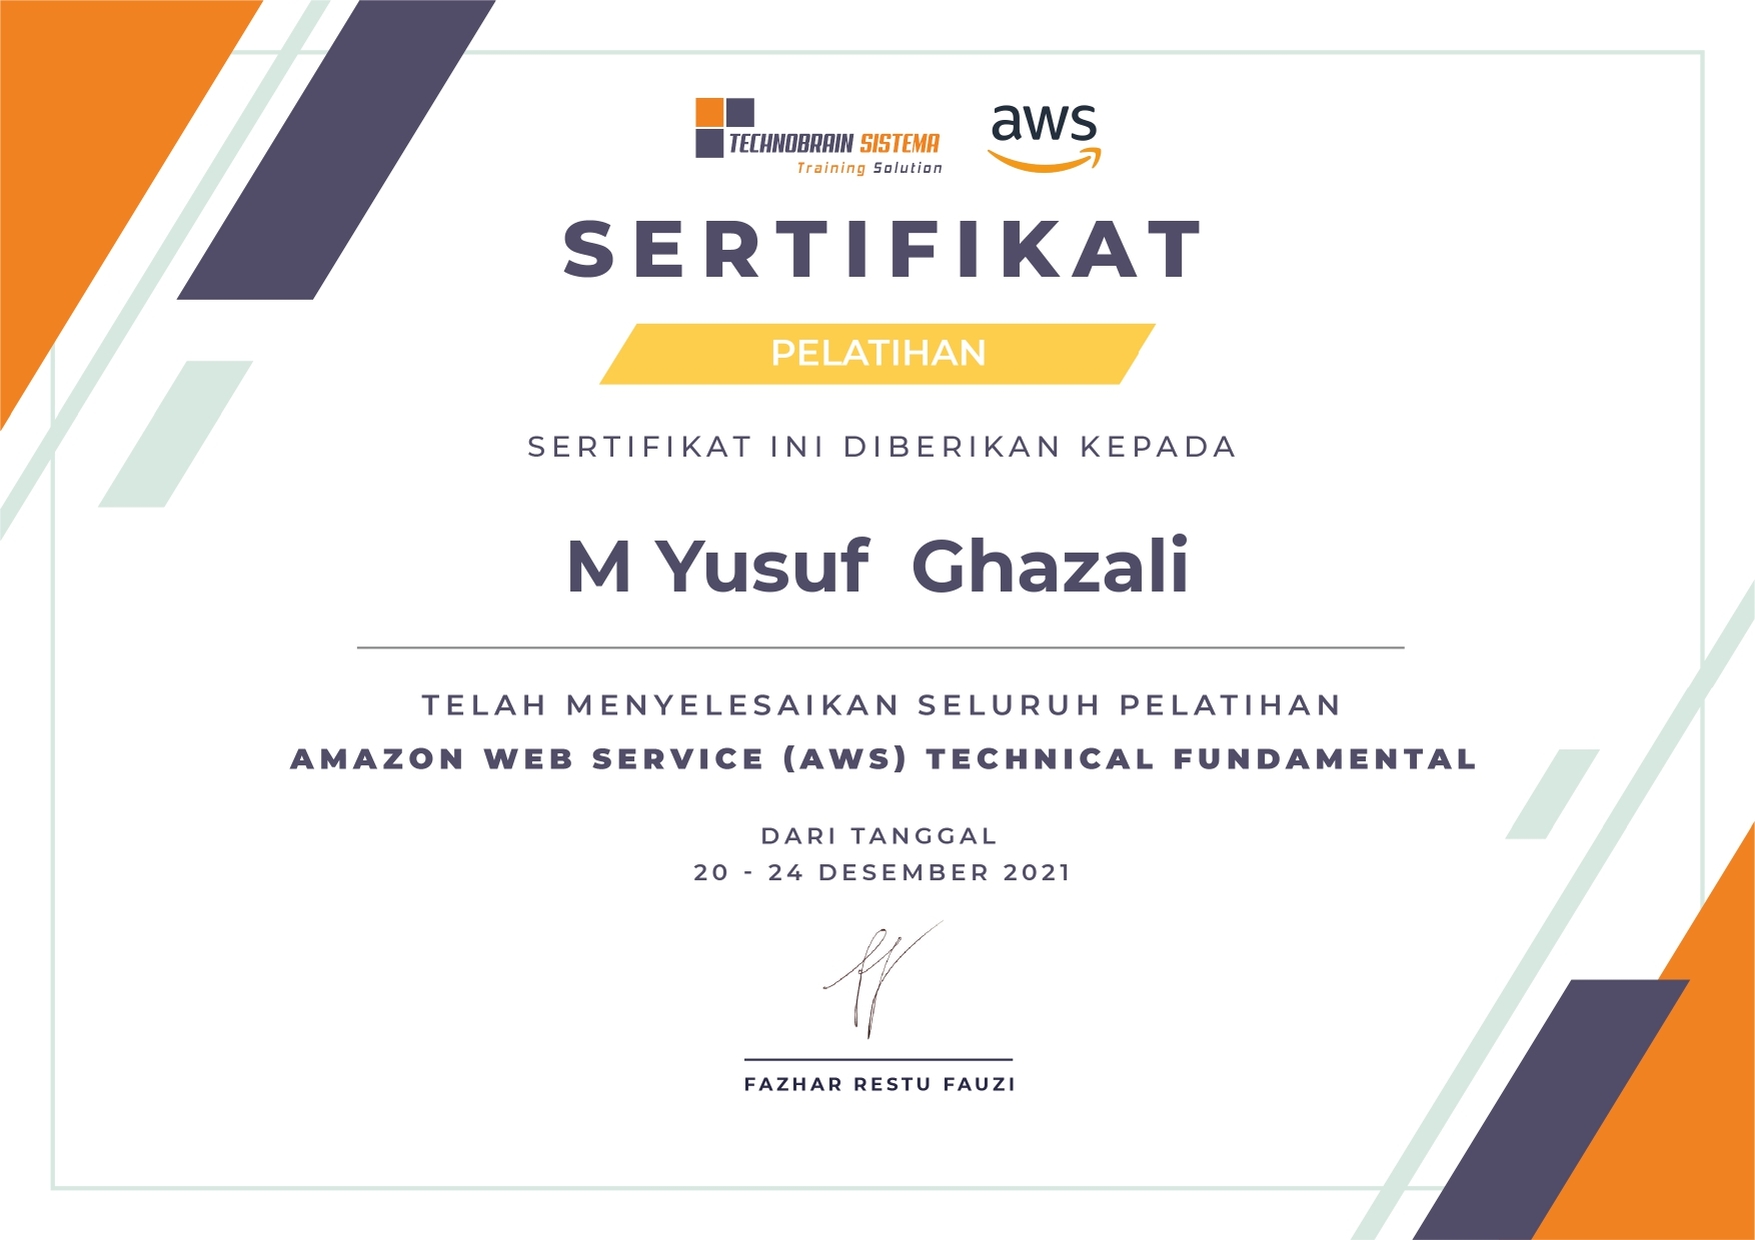 TECHNOBRAIN SISTEMA
Training Solution
aws
SERTIFIKAT
PELATIHAN
SERTIFIKAT INI DIBERIKAN KEPADA
M Yusuf Ghazali
TELAH MENYELESAIKAN SELURUH PELATIHAN
AMAZON WEB SERVICE (AWS) TECHNICAL FUNDAMENTAL
DARI TANGGAL
20 - 24 DESEMBER 2021
FAZHAR RESTU FAUZI